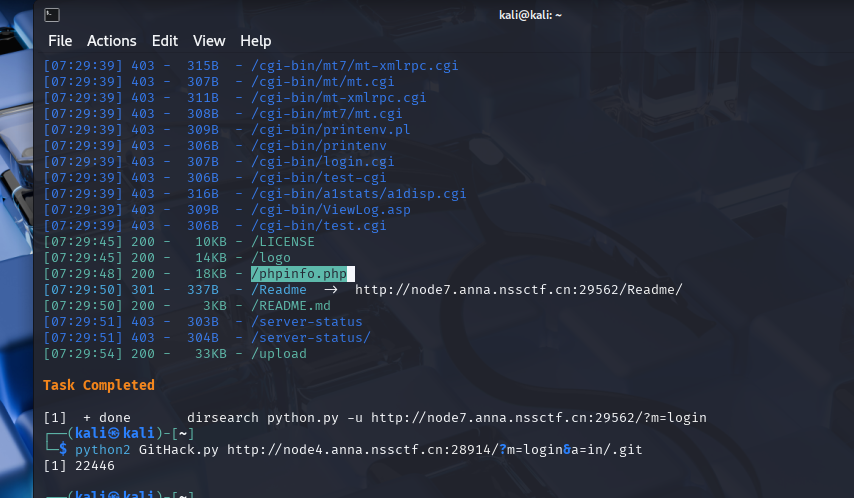 kali@kali: ~
File Actions Edit View Help
[07:29:39] 403 - 315B - /cgi-bin/mt7/mt-xmlrpc.cgi
[07:29:39] 403 - 307B - /cgi-bin/mt/mt.cgi
[07:29:39] 403 - 311B - /cgi-bin/mt-xmlrpc.cgi
[07:29:39] 403 - 308B - /cgi-bin/mt7/mt.cgi
[07:29:39] 403 - 309B - /cgi-bin/printenv.pl
[07:29:39] 403 - 306B - /cgi-bin/printenv
[07:29:39] 403 - 307B - /cgi-bin/login.cgi
[07:29:39] 403 - 306B - /cgi-bin/test-cgi
[07:29:39] 403 - 316B - /cgi-bin/a1stats/a1disp.cgi
[07:29:39] 403 - 309B - /cgi-bin/ViewLog.asp
[07:29:39] 403 - 306B - /cgi-bin/test.cgi
[07:29:45] 200 - 10KB - /LICENSE
[07:29:45] 200 - 14KB - /logo
[07:29:48] 200 - 18KB - /phpinfo.php
[07:29:50] 301 - 337B - /Readme -> http://node7.anna.nssctf.cn:29562/Readme/
[07:29:50] 200 - 3KB - /README.md
[07:29:51] 403 - 303B - /server-status
[07:29:51] 403 - 304B - /server-status/
[07:29:54] 200 - 33KB - /upload
Task Completed
[1] + done dirsearch python.py -u http://node7.anna.nssctf.cn:29562/?m=login
┌──(kali㉿kali)-[~]
└─$ python2 GitHack.py http://node4.anna.nssctf.cn:28914/?m=login&a=in/.git
[1] 22446
┌──(kali㉿kali)-[~]